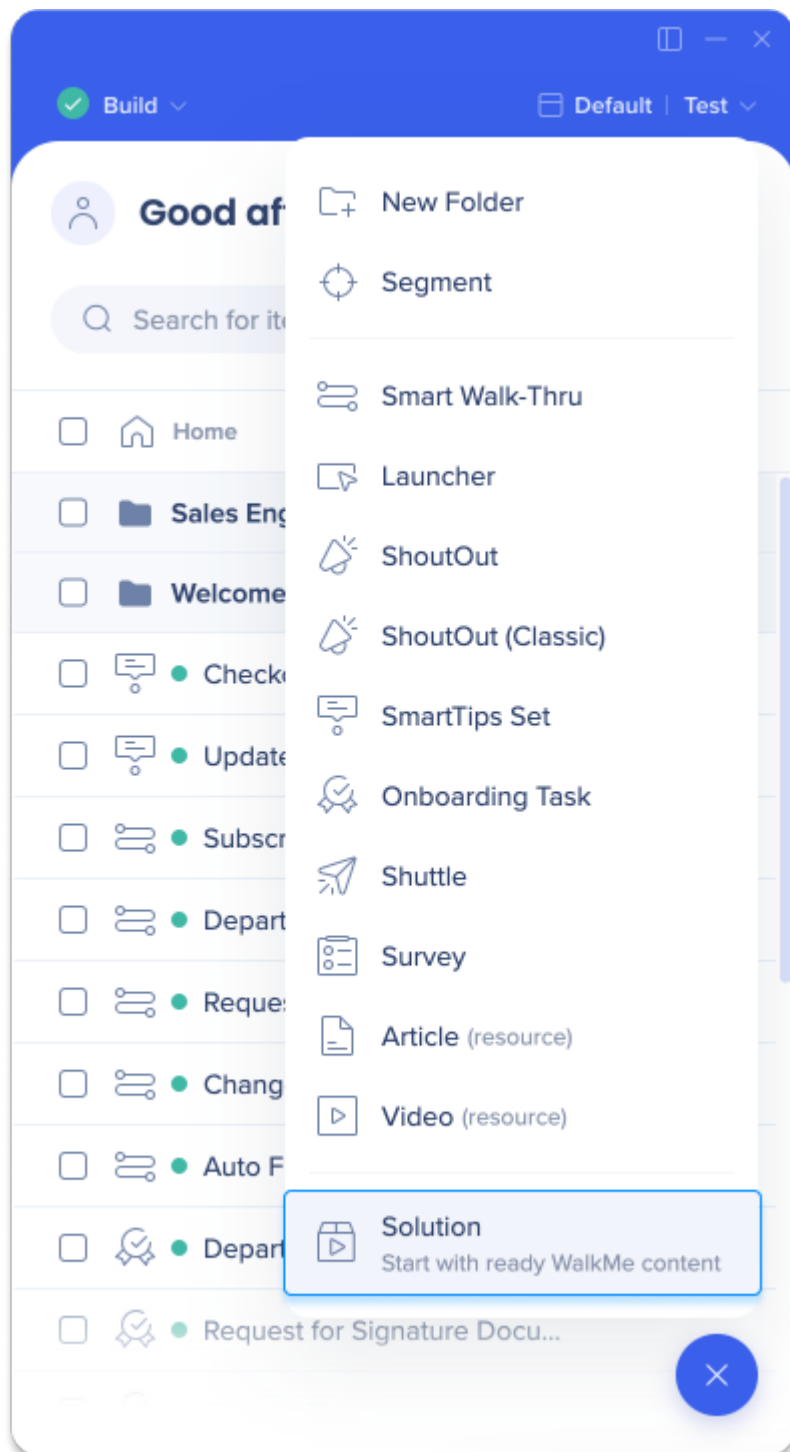 Build
Default | Test
Good af
Search for ite
Home
Sales Eng
Welcome
Checko
Update
Subscr
Depart
Reques
Chang
Auto F
Depart
Request for Signature Docu...
New Folder
Segment
Smart Walk-Thru
Launcher
ShoutOut
ShoutOut (Classic)
SmartTips Set
Onboarding Task
Shuttle
Survey
Article (resource)
Video (resource)
Solution
Start with ready WalkMe content